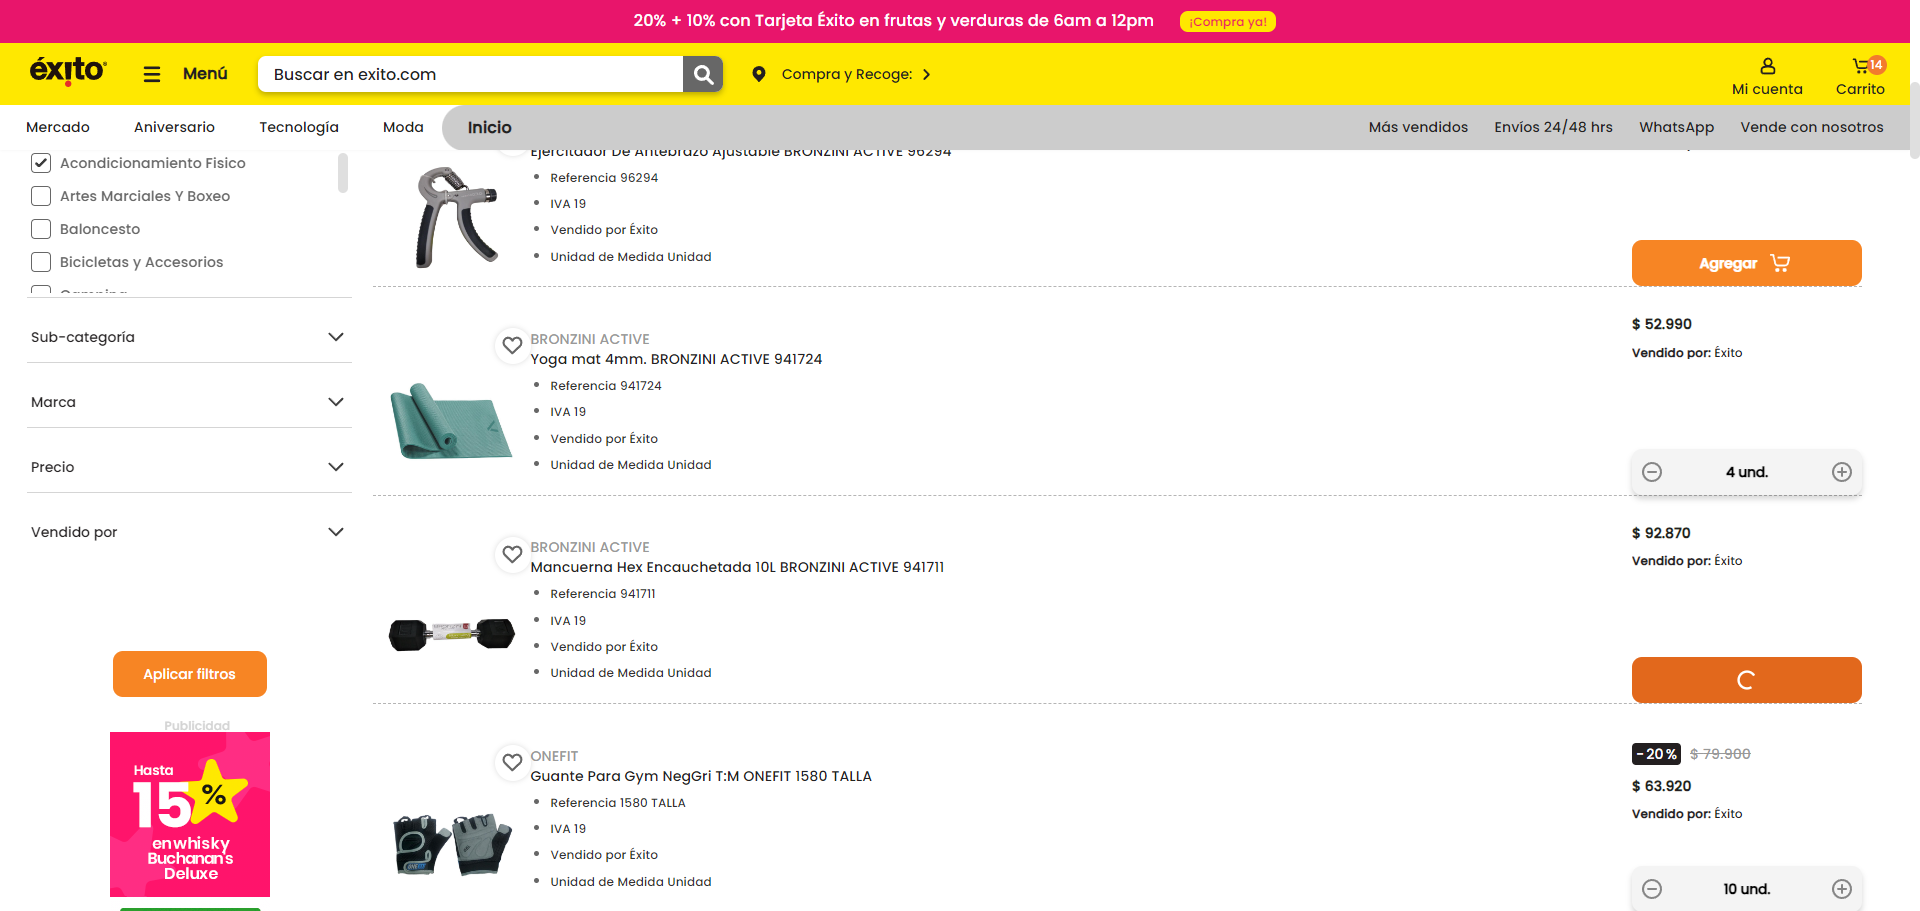 20% + 10% con Tarjeta Éxito en frutas y verduras de 6am a 12pm
¡Compra ya!
éxito
Menú
Buscar en exito.com
Compra y Recoge:
Mi cuenta
14
Carrito
Mercado
Aniversario
Tecnología
Moda
Inicio
Más vendidos
Envíos 24/48 hrs
WhatsApp
Vende con nosotros
Acondicionamiento Fisico
Artes Marciales Y Boxeo
Baloncesto
Bicicletas y Accesorios
Camping
Sub-categoría
Marca
Precio
Vendido por
Aplicar filtros
Publicidad
Hasta
15%
en whisky
Buchanan's
Deluxe
Ejercitador De Antebrazo Ajustable BRONZINI ACTIVE 96294
Referencia 96294
IVA 19
Vendido por Éxito
Unidad de Medida Unidad
Agregar
BRONZINI ACTIVE
Yoga mat 4mm. BRONZINI ACTIVE 941724
Referencia 941724
IVA 19
Vendido por Éxito
Unidad de Medida Unidad
$ 52.990
Vendido por: Éxito
4 und.
BRONZINI ACTIVE
Mancuerna Hex Encauchetada 10L BRONZINI ACTIVE 941711
Referencia 941711
IVA 19
Vendido por Éxito
Unidad de Medida Unidad
$ 92.870
Vendido por: Éxito
ONEFIT
Guante Para Gym NegGri T:M ONEFIT 1580 TALLA
Referencia 1580 TALLA
IVA 19
Vendido por Éxito
Unidad de Medida Unidad
-20% $ 79.900
$ 63.920
Vendido por: Éxito
10 und.